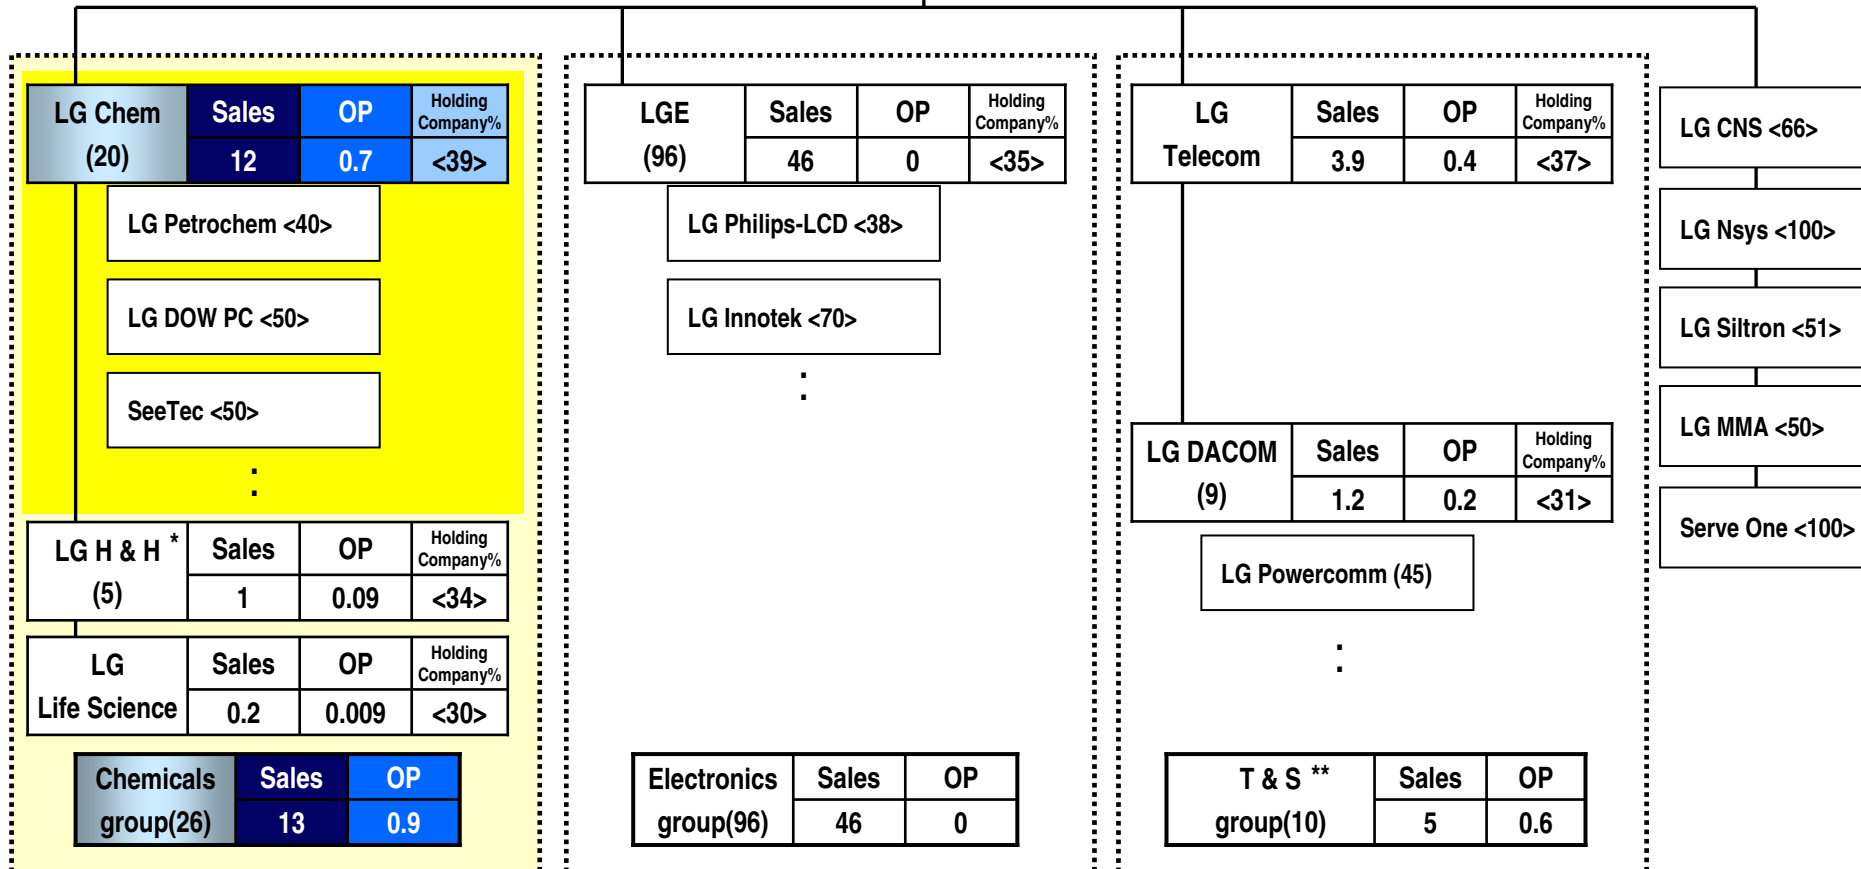 LG Chem
(20)
Sales
OP
Holding
Company%
12
0.7
<39>
LG Petrochem <40>
LG DOW PC <50>
SeeTec <50>
:
LG H & H *
(5)
Sales
OP
Holding
Company%
1
0.09
<34>
LG
Life Science
Sales
OP
Holding
Company%
0.2
0.009
<30>
Chemicals
group(26)
Sales
OP
13
0.9
LGE
(96)
Sales
OP
Holding
Company%
46
0
<35>
LG Philips-LCD <38>
LG Innotek <70>
:
Electronics
group(96)
Sales
OP
46
0
LG
Telecom
Sales
OP
Holding
Company%
3.9
0.4
<37>
LG DACOM
(9)
Sales
OP
Holding
Company%
1.2
0.2
<31>
LG Powercomm (45)
:
T & S **
group(10)
Sales
OP
5
0.6
LG CNS <66>
LG Nsys <100>
LG Siltron <51>
LG MMA <50>
Serve One <100>